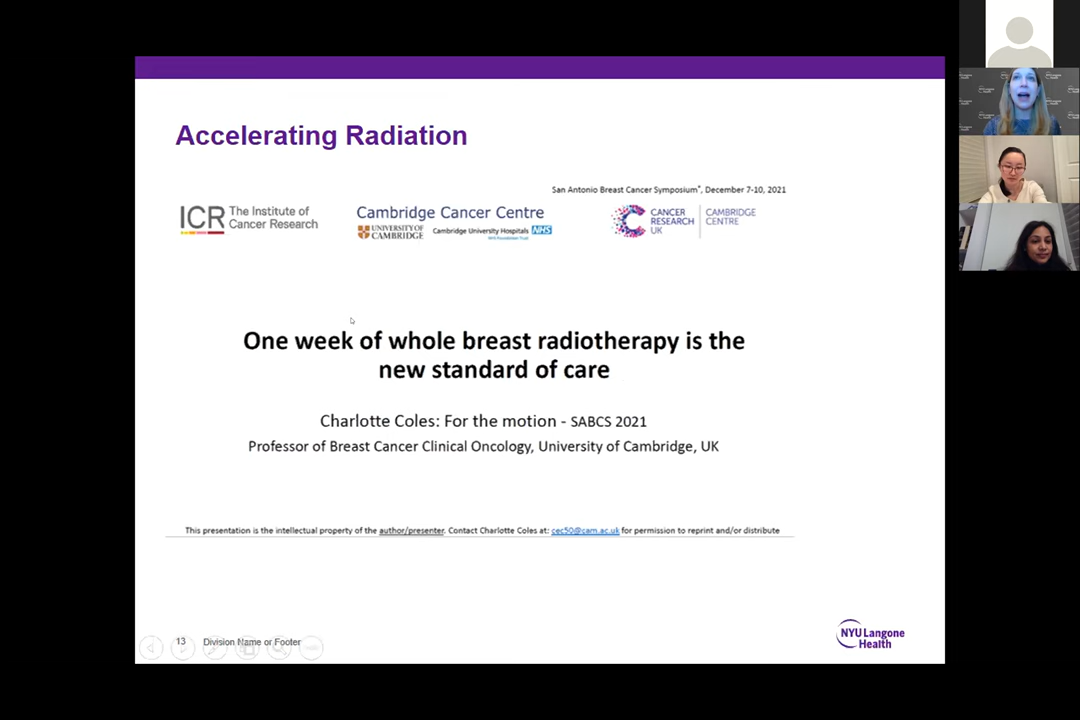 Accelerating Radiation
San Antonio Breast Cancer Symposium®, December 7-10, 2021
ICR The Institute of
Cancer Research
Cambridge Cancer Centre
UNIVERSITY OF
CAMBRIDGE
Cambridge University Hospitals NHS
CANCER
RESEARCH
UK
CAMBRIDGE
CENTRE
One week of whole breast radiotherapy is the
new standard of care
Charlotte Coles: For the motion - SABCS 2021
Professor of Breast Cancer Clinical Oncology, University of Cambridge, UK
This presentation is the intellectual property of the author/presenter. Contact Charlotte Coles at: cec50@cam.ac.uk for permission to reprint and/or distribute
13 Division Name or Footer
NYU Langone
Health